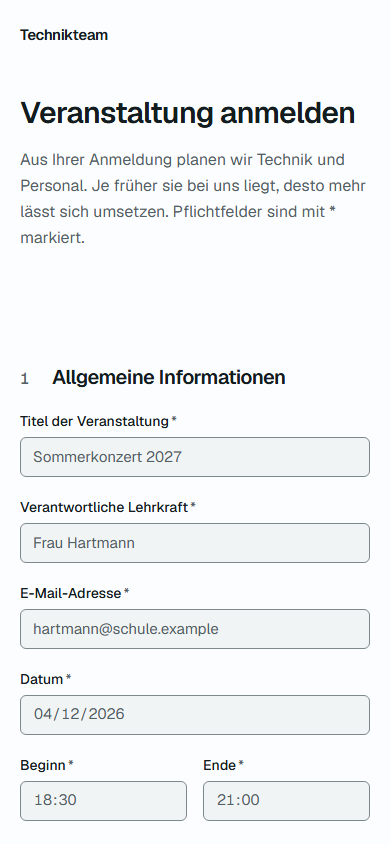 Technikteam
Veranstaltung anmelden
Aus Ihrer Anmeldung planen wir Technik und
Personal. Je früher sie bei uns liegt, desto mehr
lässt sich umsetzen. Pflichtfelder sind mit *
markiert.
1 Allgemeine Informationen
Titel der Veranstaltung *
Sommerkonzert 2027
Verantwortliche Lehrkraft *
Frau Hartmann
E-Mail-Adresse *
hartmann@schule.example
Datum *
04/12/2026
Beginn * Ende *
18:30 21:00